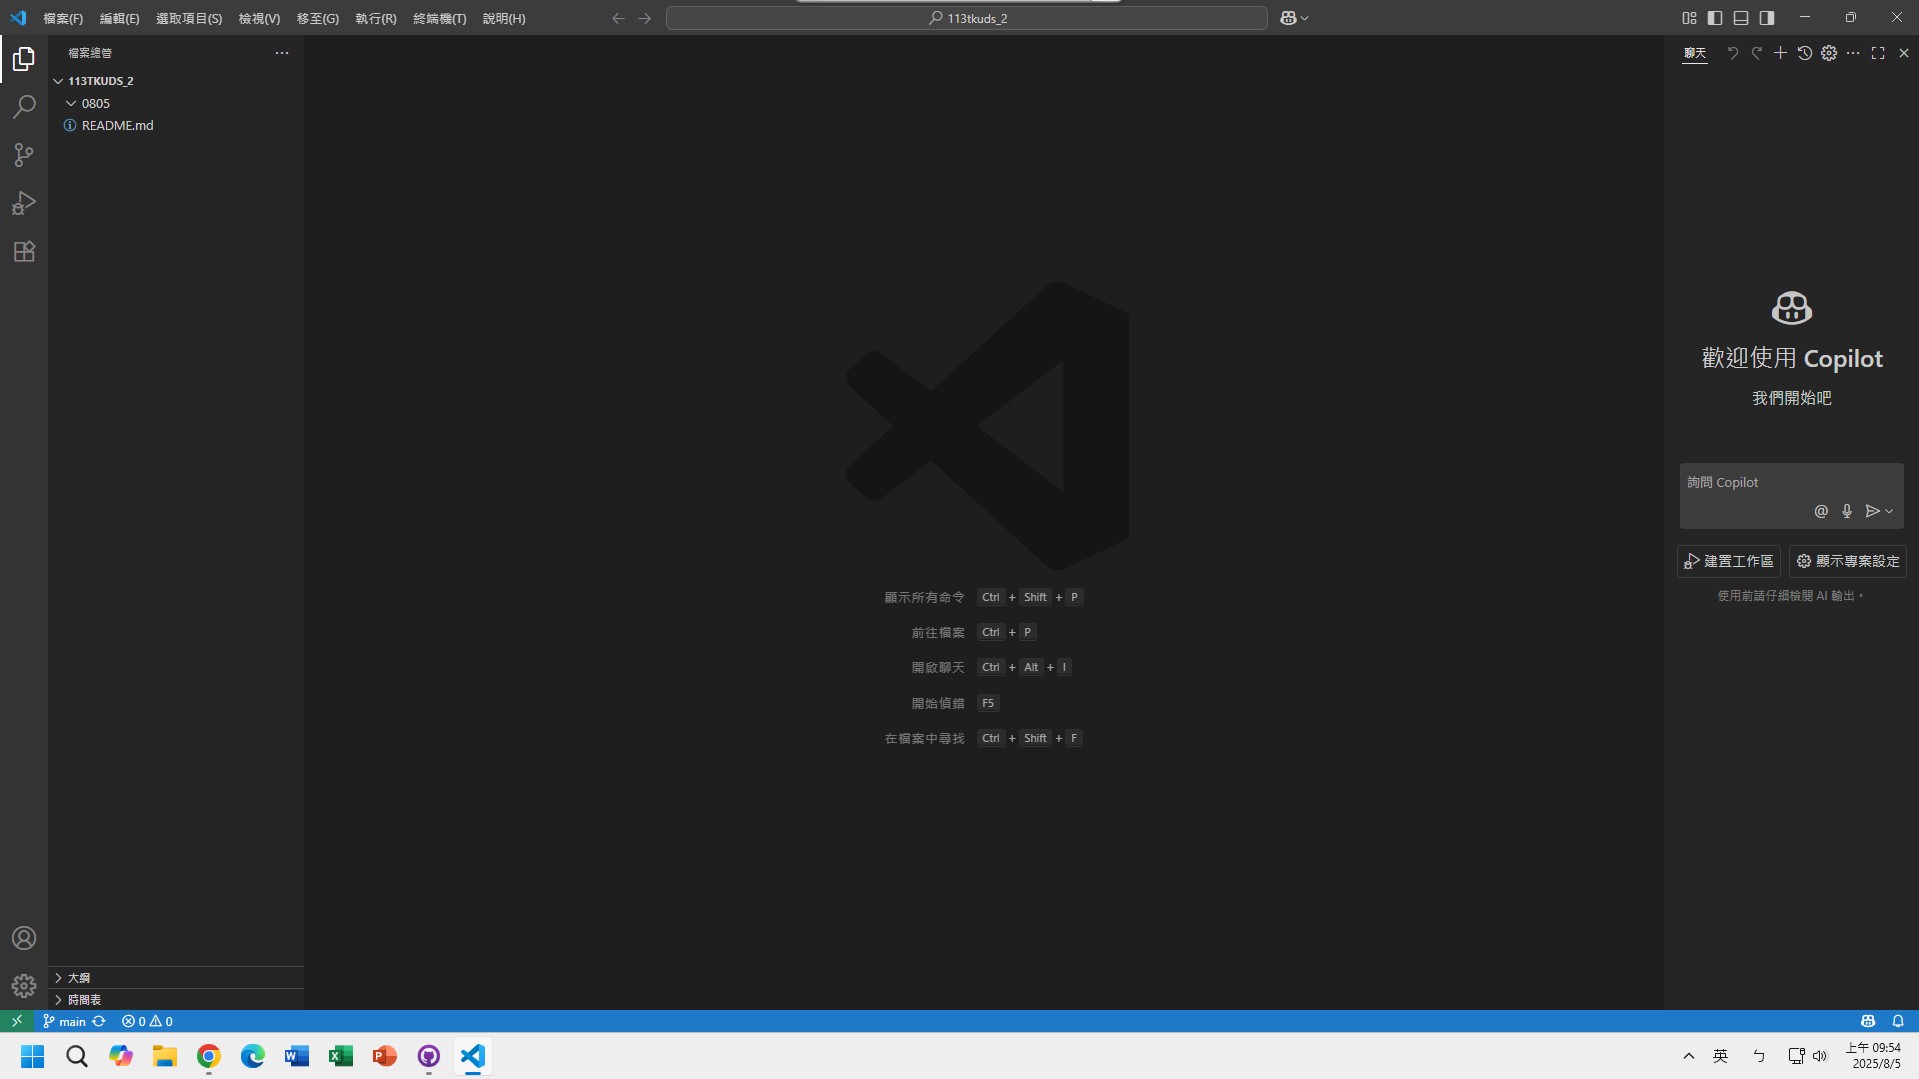 檔案(F) 編輯(E) 選取項目(S) 檢視(V) 移至(G) 執行(R) 終端機(T) 說明(H)
113tkuds_2
檔案總管
113TKUDS_2
0805
README.md
大綱
時間表
顯示所有命令 Ctrl + Shift + P
前往檔案 Ctrl + P
開啟聊天 Ctrl + Alt + I
開始偵錯 F5
在檔案中尋找 Ctrl + Shift + F
聊天
歡迎使用 Copilot
我們開始吧
詢問 Copilot
建置工作區 顯示專案設定
使用前請仔細檢閱 AI 輸出。
main 0 0
英 ㄅ
上午 09:54
2025/8/5